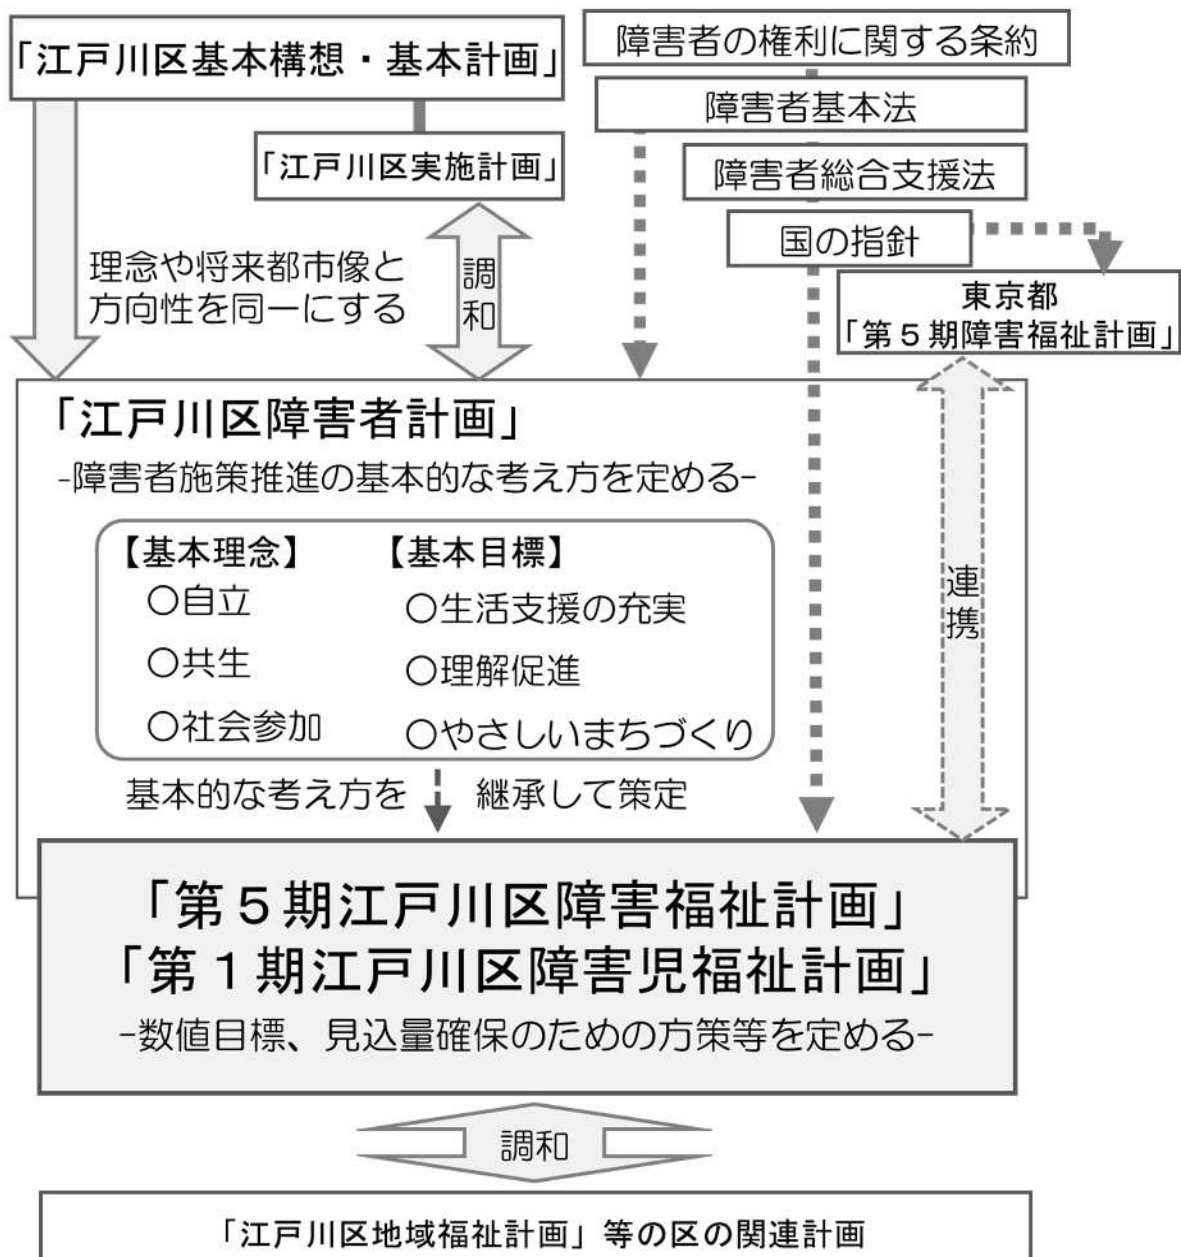 「江戸川区基本構想・基本計画」
「江戸川区実施計画」
理念や将来都市像と
方向性を同一にする
調和
障害者の権利に関する条約
障害者基本法
障害者総合支援法
国の指針
東京都
「第５期障害福祉計画」
「江戸川区障害者計画」
-障害者施策推進の基本的な考え方を定める-
【基本理念】
○自立
○共生
○社会参加
【基本目標】
○生活支援の充実
○理解促進
○やさしいまちづくり
連携
基本的な考え方を 継承して策定
「第５期江戸川区障害福祉計画」
「第１期江戸川区障害児福祉計画」
-数値目標、見込量確保のための方策等を定める-
調和
「江戸川区地域福祉計画」等の区の関連計画